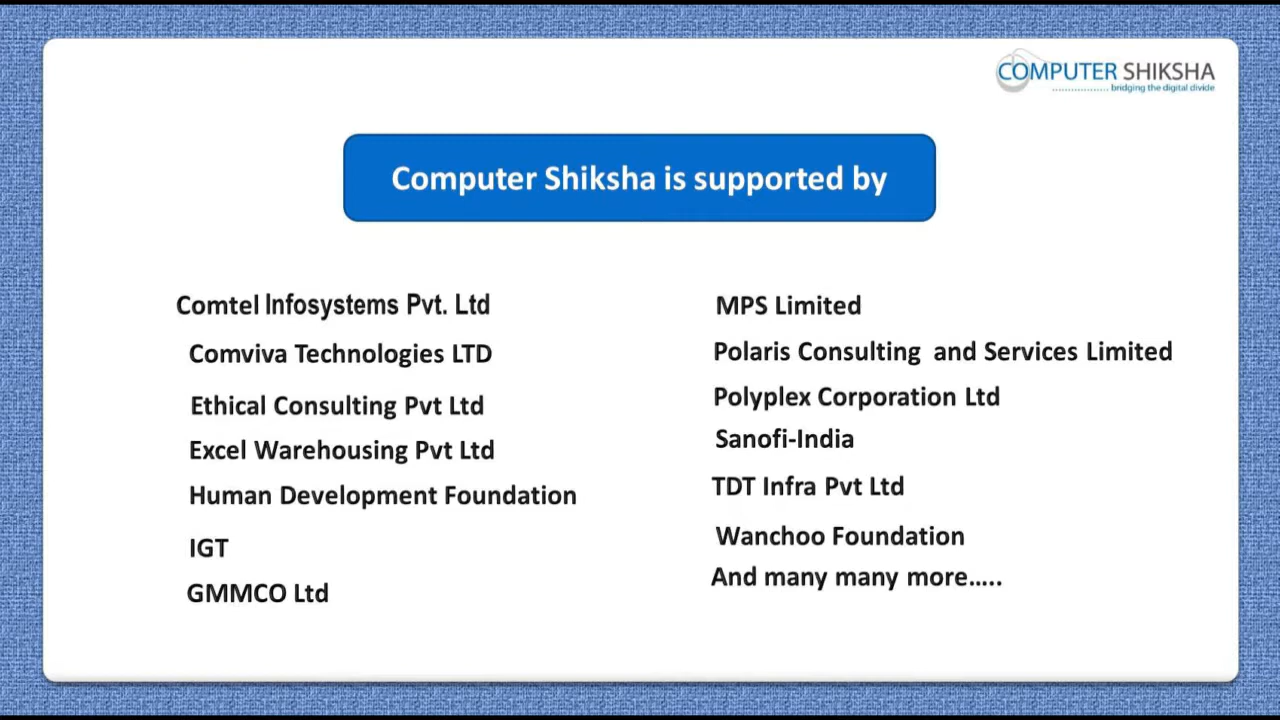 COMPUTER SHIKSHA
bridging the digital divide
Computer Shiksha is supported by
Comtel Infosystems Pvt. Ltd
Comviva Technologies LTD
Ethical Consulting Pvt Ltd
Excel Warehousing Pvt Ltd
Human Development Foundation
IGT
GMMCO Ltd
MPS Limited
Polaris Consulting and Services Limited
Polyplex Corporation Ltd
Sanofi-India
TDT Infra Pvt Ltd
Wanchoo Foundation
And many many more.....